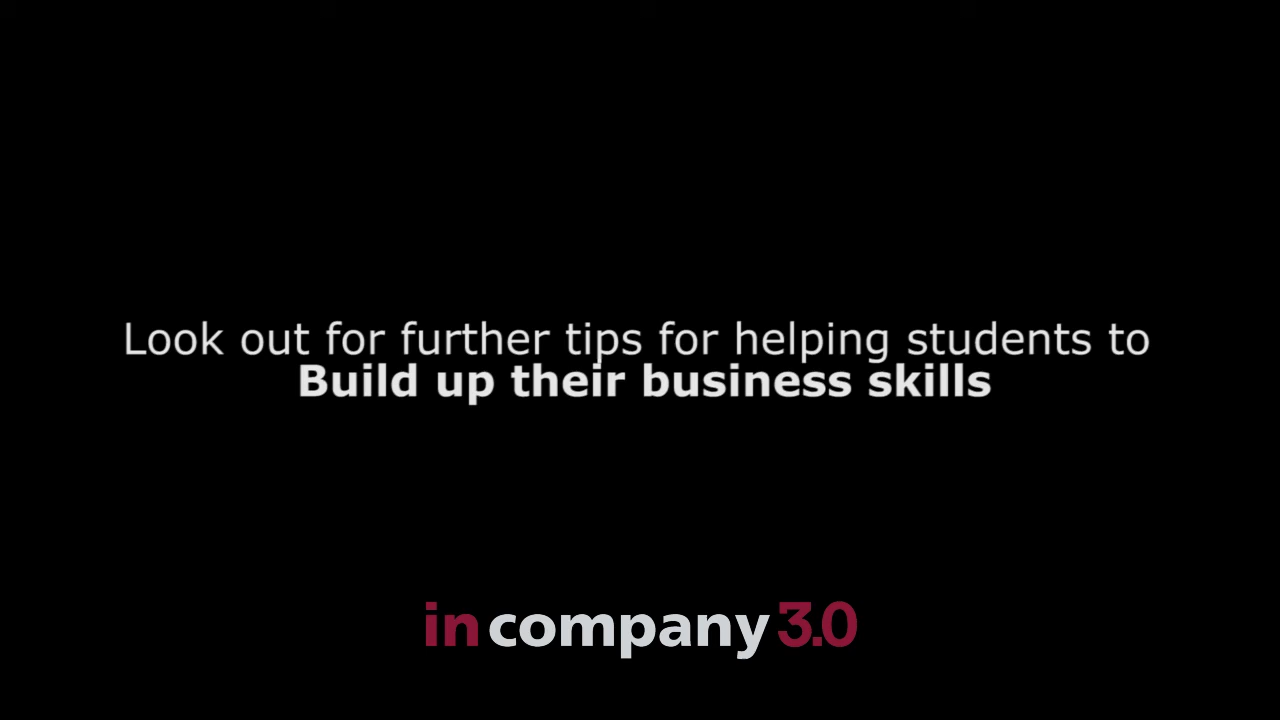 Look out for further tips for helping students to
Build up their business skills
in company 3.0